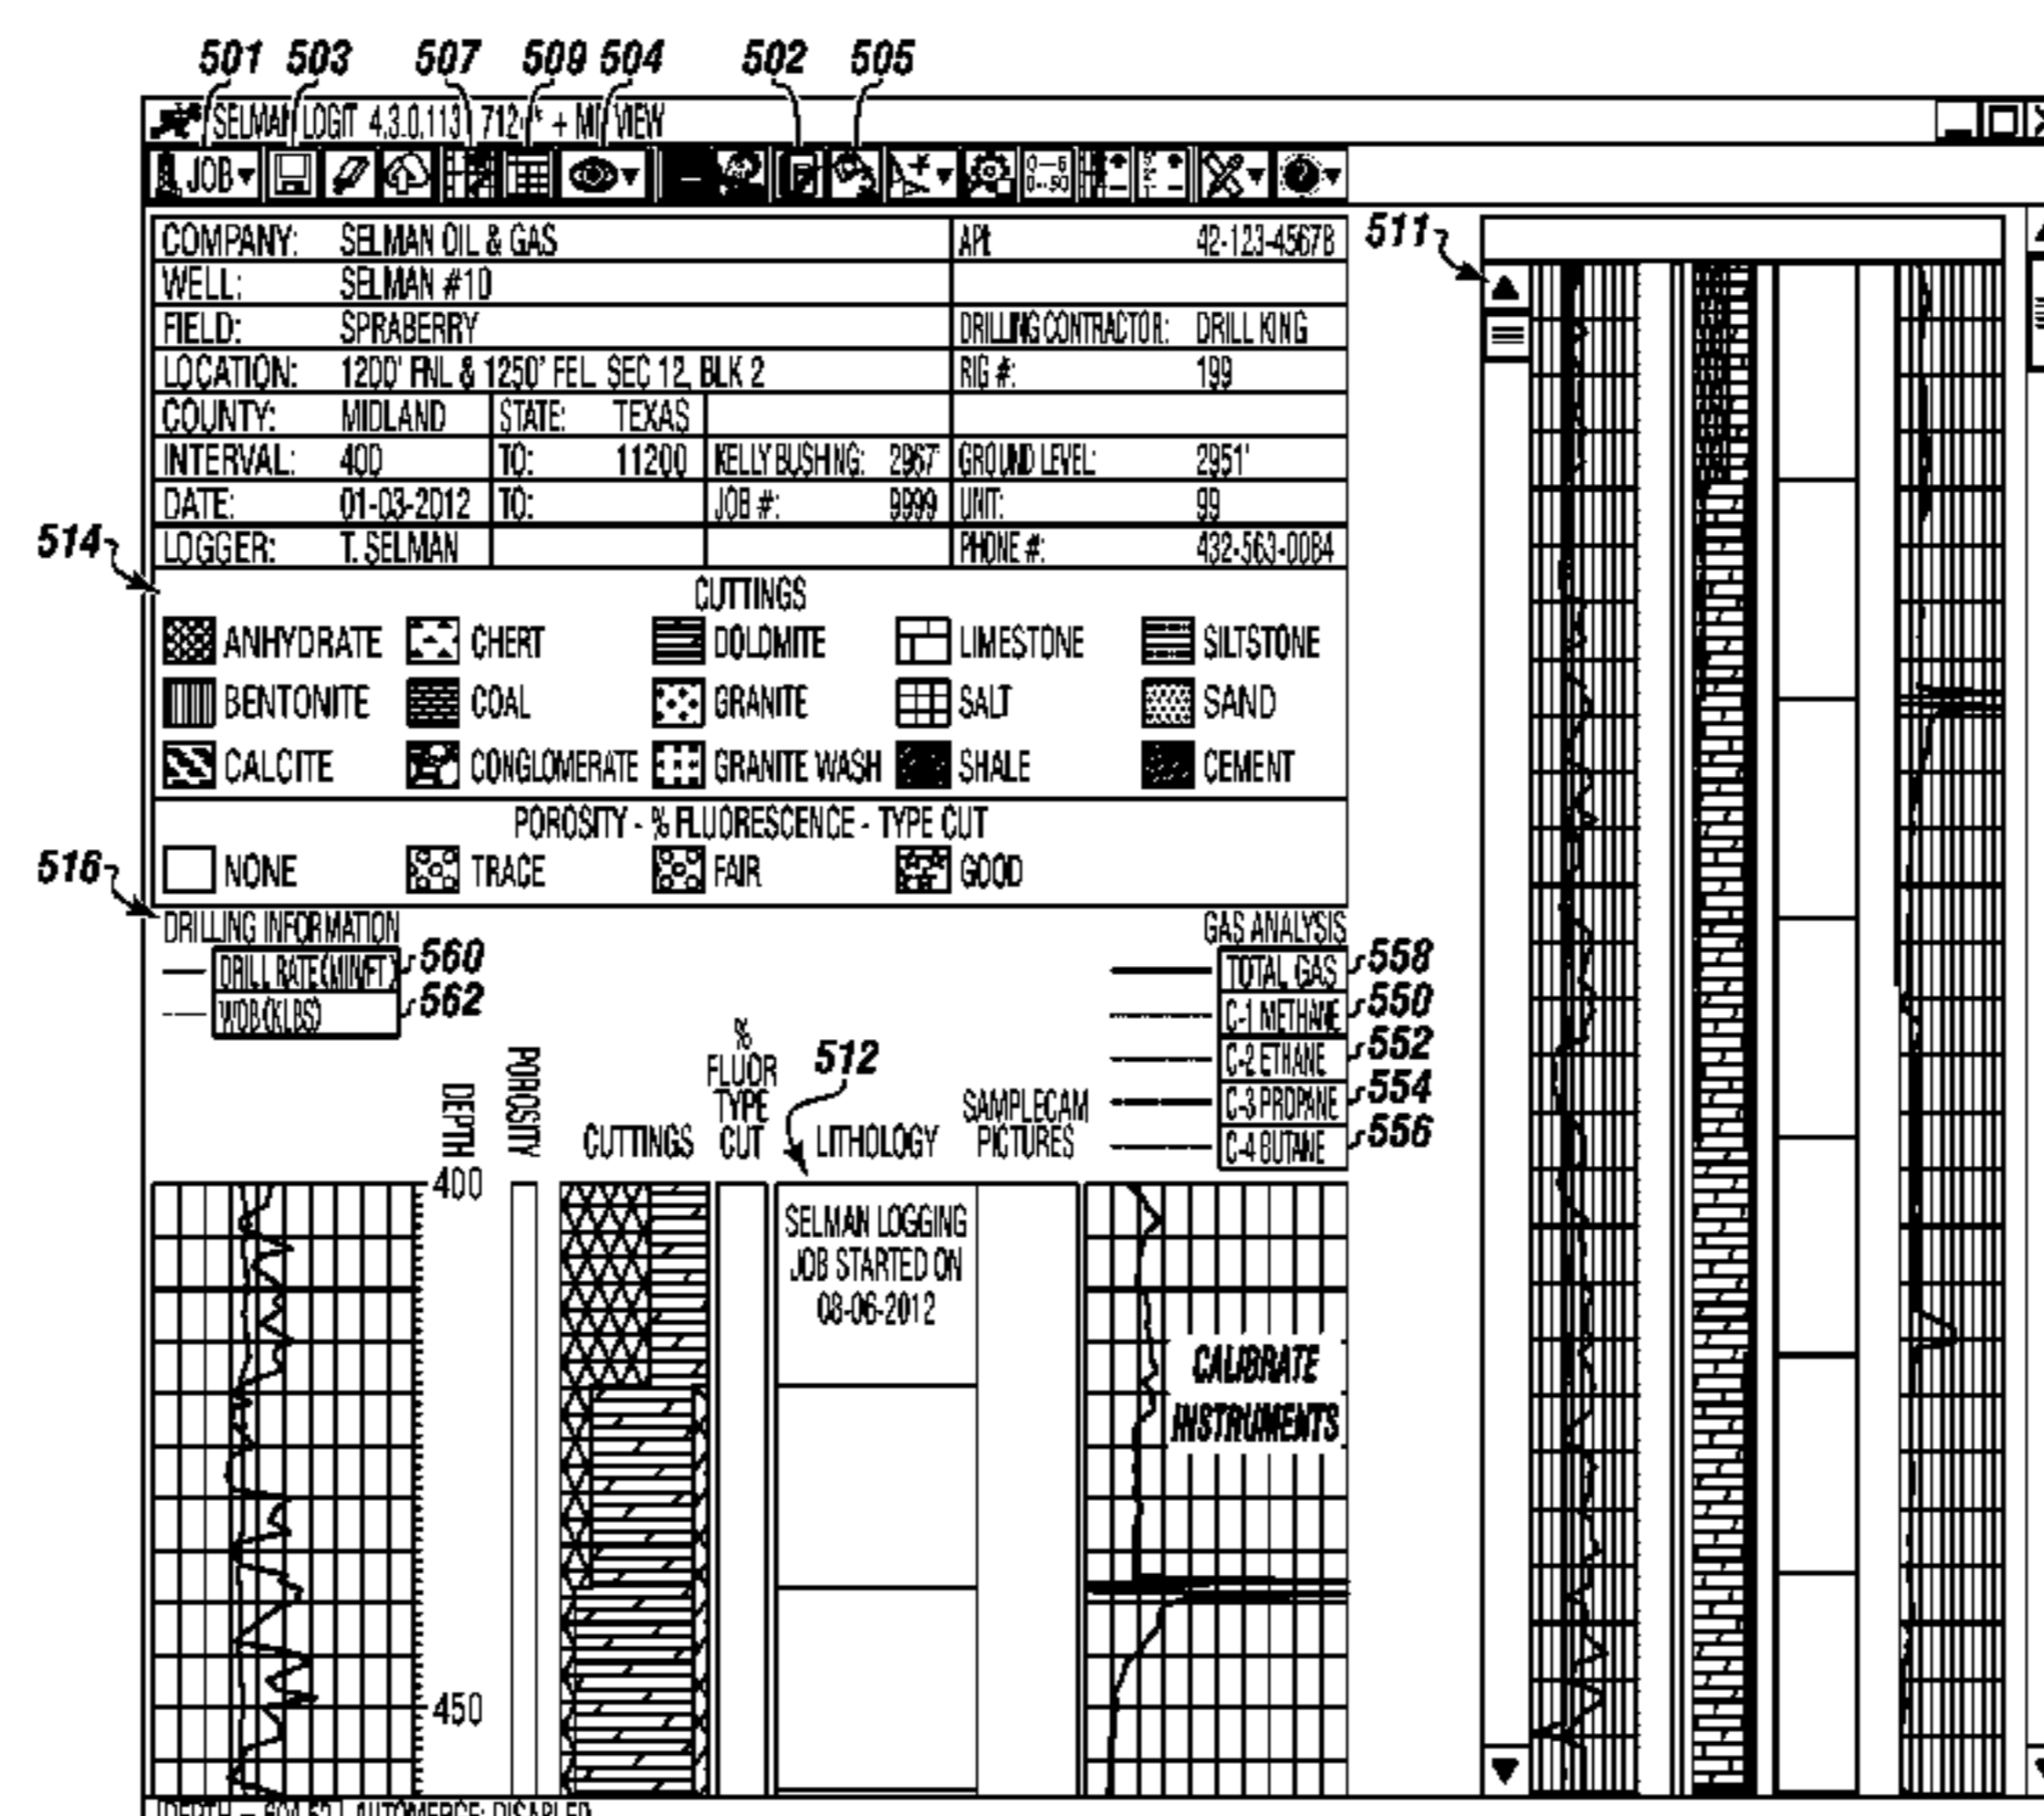 501 503 507 509 504 502 505
SELMAN LOGIT 4.3.0.113 712 * + MD VIEW
JOB
COMPANY: SELMAN OIL & GAS API: 42-123-45678
WELL: SELMAN #10
FIELD: SPRABERRY DRILLING CONTRACTOR: DRILL KING
LOCATION: 1200' FNL & 1250' FEL. SEC 12, BLK 2 RIG #: 199
COUNTY: MIDLAND STATE: TEXAS
INTERVAL: 400 TO: 11200 KELLY BUSHING: 2967' GROUND LEVEL: 2951'
DATE: 01-03-2012 TO: JOB #: 9999 UNIT: 99
LOGGER: T. SELMAN PHONE #: 432-563-0084
511
514
CUTTINGS
ANHYDRATE CHERT DOLOMITE LIMESTONE SILTSTONE
BENTONITE COAL GRANITE SALT SAND
CALCITE CONGLOMERATE GRANITE WASH SHALE CEMENT
POROSITY - % FLUORESCENCE - TYPE CUT
516
NONE TRACE FAIR GOOD
DRILLING INFORMATION GAS ANALYSIS
DRILL RATE (MIN/FT) 560 TOTAL GAS 558
WOB (KLBS) 562 C-1 METHANE 550
C-2 ETHANE 552
C-3 PROPANE 554
C-4 BUTANE 556
DEPTH
POROSITY
CUTTINGS
%
FLUOR
TYPE
CUT
512
LITHOLOGY
SAMPLECAM
PICTURES
400
SELMAN LOGGING
JOB STARTED ON
08-06-2012
CALIBRATE
INSTRUMENTS
450
AUTOMERGE: DISABLED